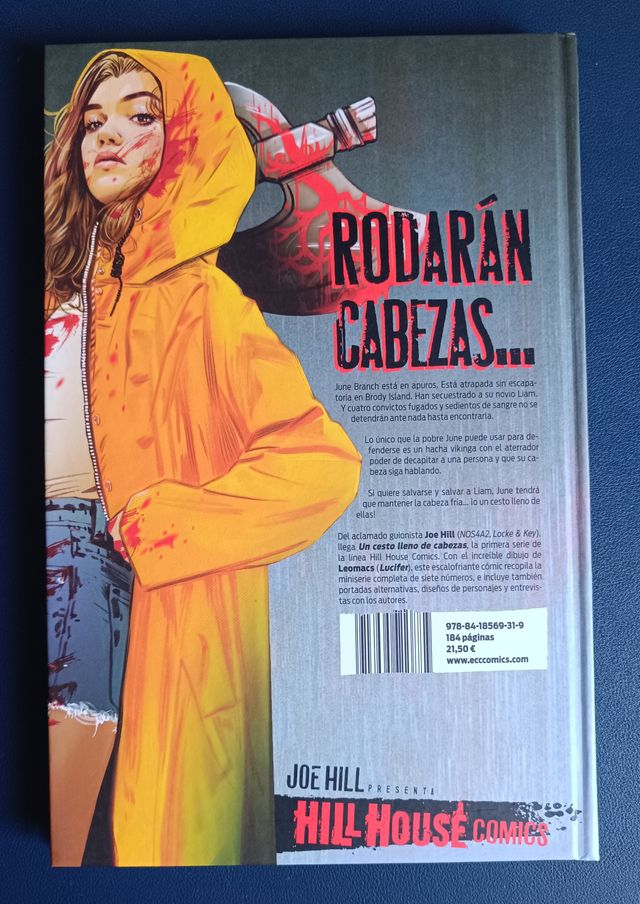 RODARÁN
CABEZAS...
June Branch está en apuros. Está atrapada sin escapa-
toria en Brody Island. Han secuestrado a su novio Liam.
Y cuatro convictos fugados y sedientos de sangre no se
detendrán ante nada hasta encontrarla.
Lo único que la pobre June puede usar para de-
fenderse es un hacha vikinga con el aterrador
poder de decapitar a una persona y que su ca-
beza siga hablando.
Si quiere salvarse y salvar a Liam, June tendrá
que mantener la cabeza fría... ¡o un cesto lleno de
ellas!
Del aclamado guionista Joe Hill (NOS4A2, Locke & Key),
llega Un cesto lleno de cabezas, la primera serie de
la línea Hill House Comics. Con el increíble dibujo de
Leomacs (Lucifer), este escalofriante cómic recopila la
miniserie completa de siete números, e incluye también
portadas alternativas, diseños de personajes y entrevis-
tas con los autores.
978-84-18569-31-9
184 páginas
21,50 €
www.ecccomics.com
JOE HILL PRESENTA
HILL HOUSE COMICS